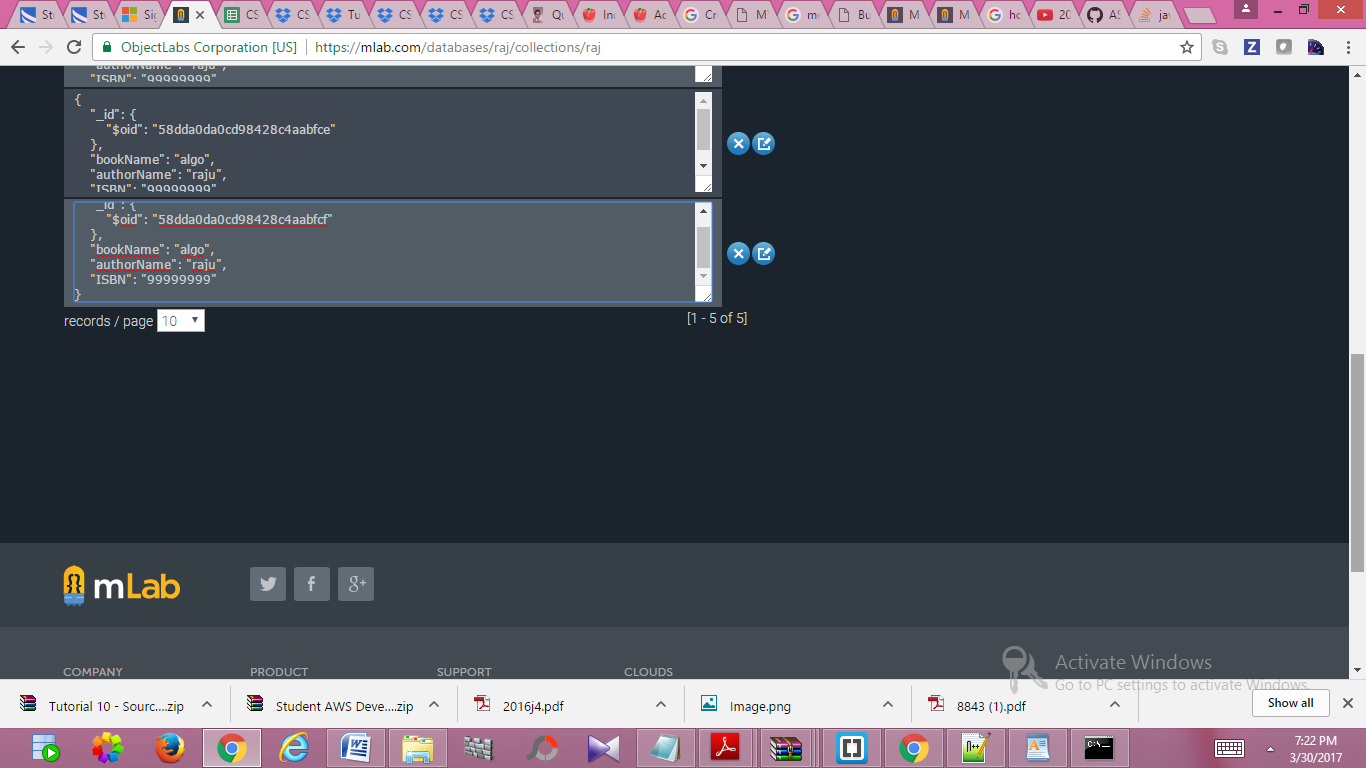 St
St
Sig
CS
CS
Tu
CS
CS
CS
Qu
Inc
Ac
Cr
M
m
Bu
M
M
hc
20
AS
jav
ObjectLabs Corporation [US]
https://mlab.com/databases/raj/collections/raj
"authorName": "raju",
"ISBN": "99999999"
{
"_id": {
"$oid": "58dda0da0cd98428c4aabfce"
},
"bookName": "algo",
"authorName": "raju",
"ISBN": "99999999"
"_id": {
"$oid": "58dda0da0cd98428c4aabfcf"
},
"bookName": "algo",
"authorName": "raju",
"ISBN": "99999999"
}
records / page 10
[1 - 5 of 5]
mLab
COMPANY PRODUCT SUPPORT CLOUDS
Activate Windows
Go to PC settings to activate Windows.
Tutorial 10 - Sourc....zip
Student AWS Deve....zip
2016j4.pdf
Image.png
8843 (1).pdf
Show all
7:22 PM
3/30/2017